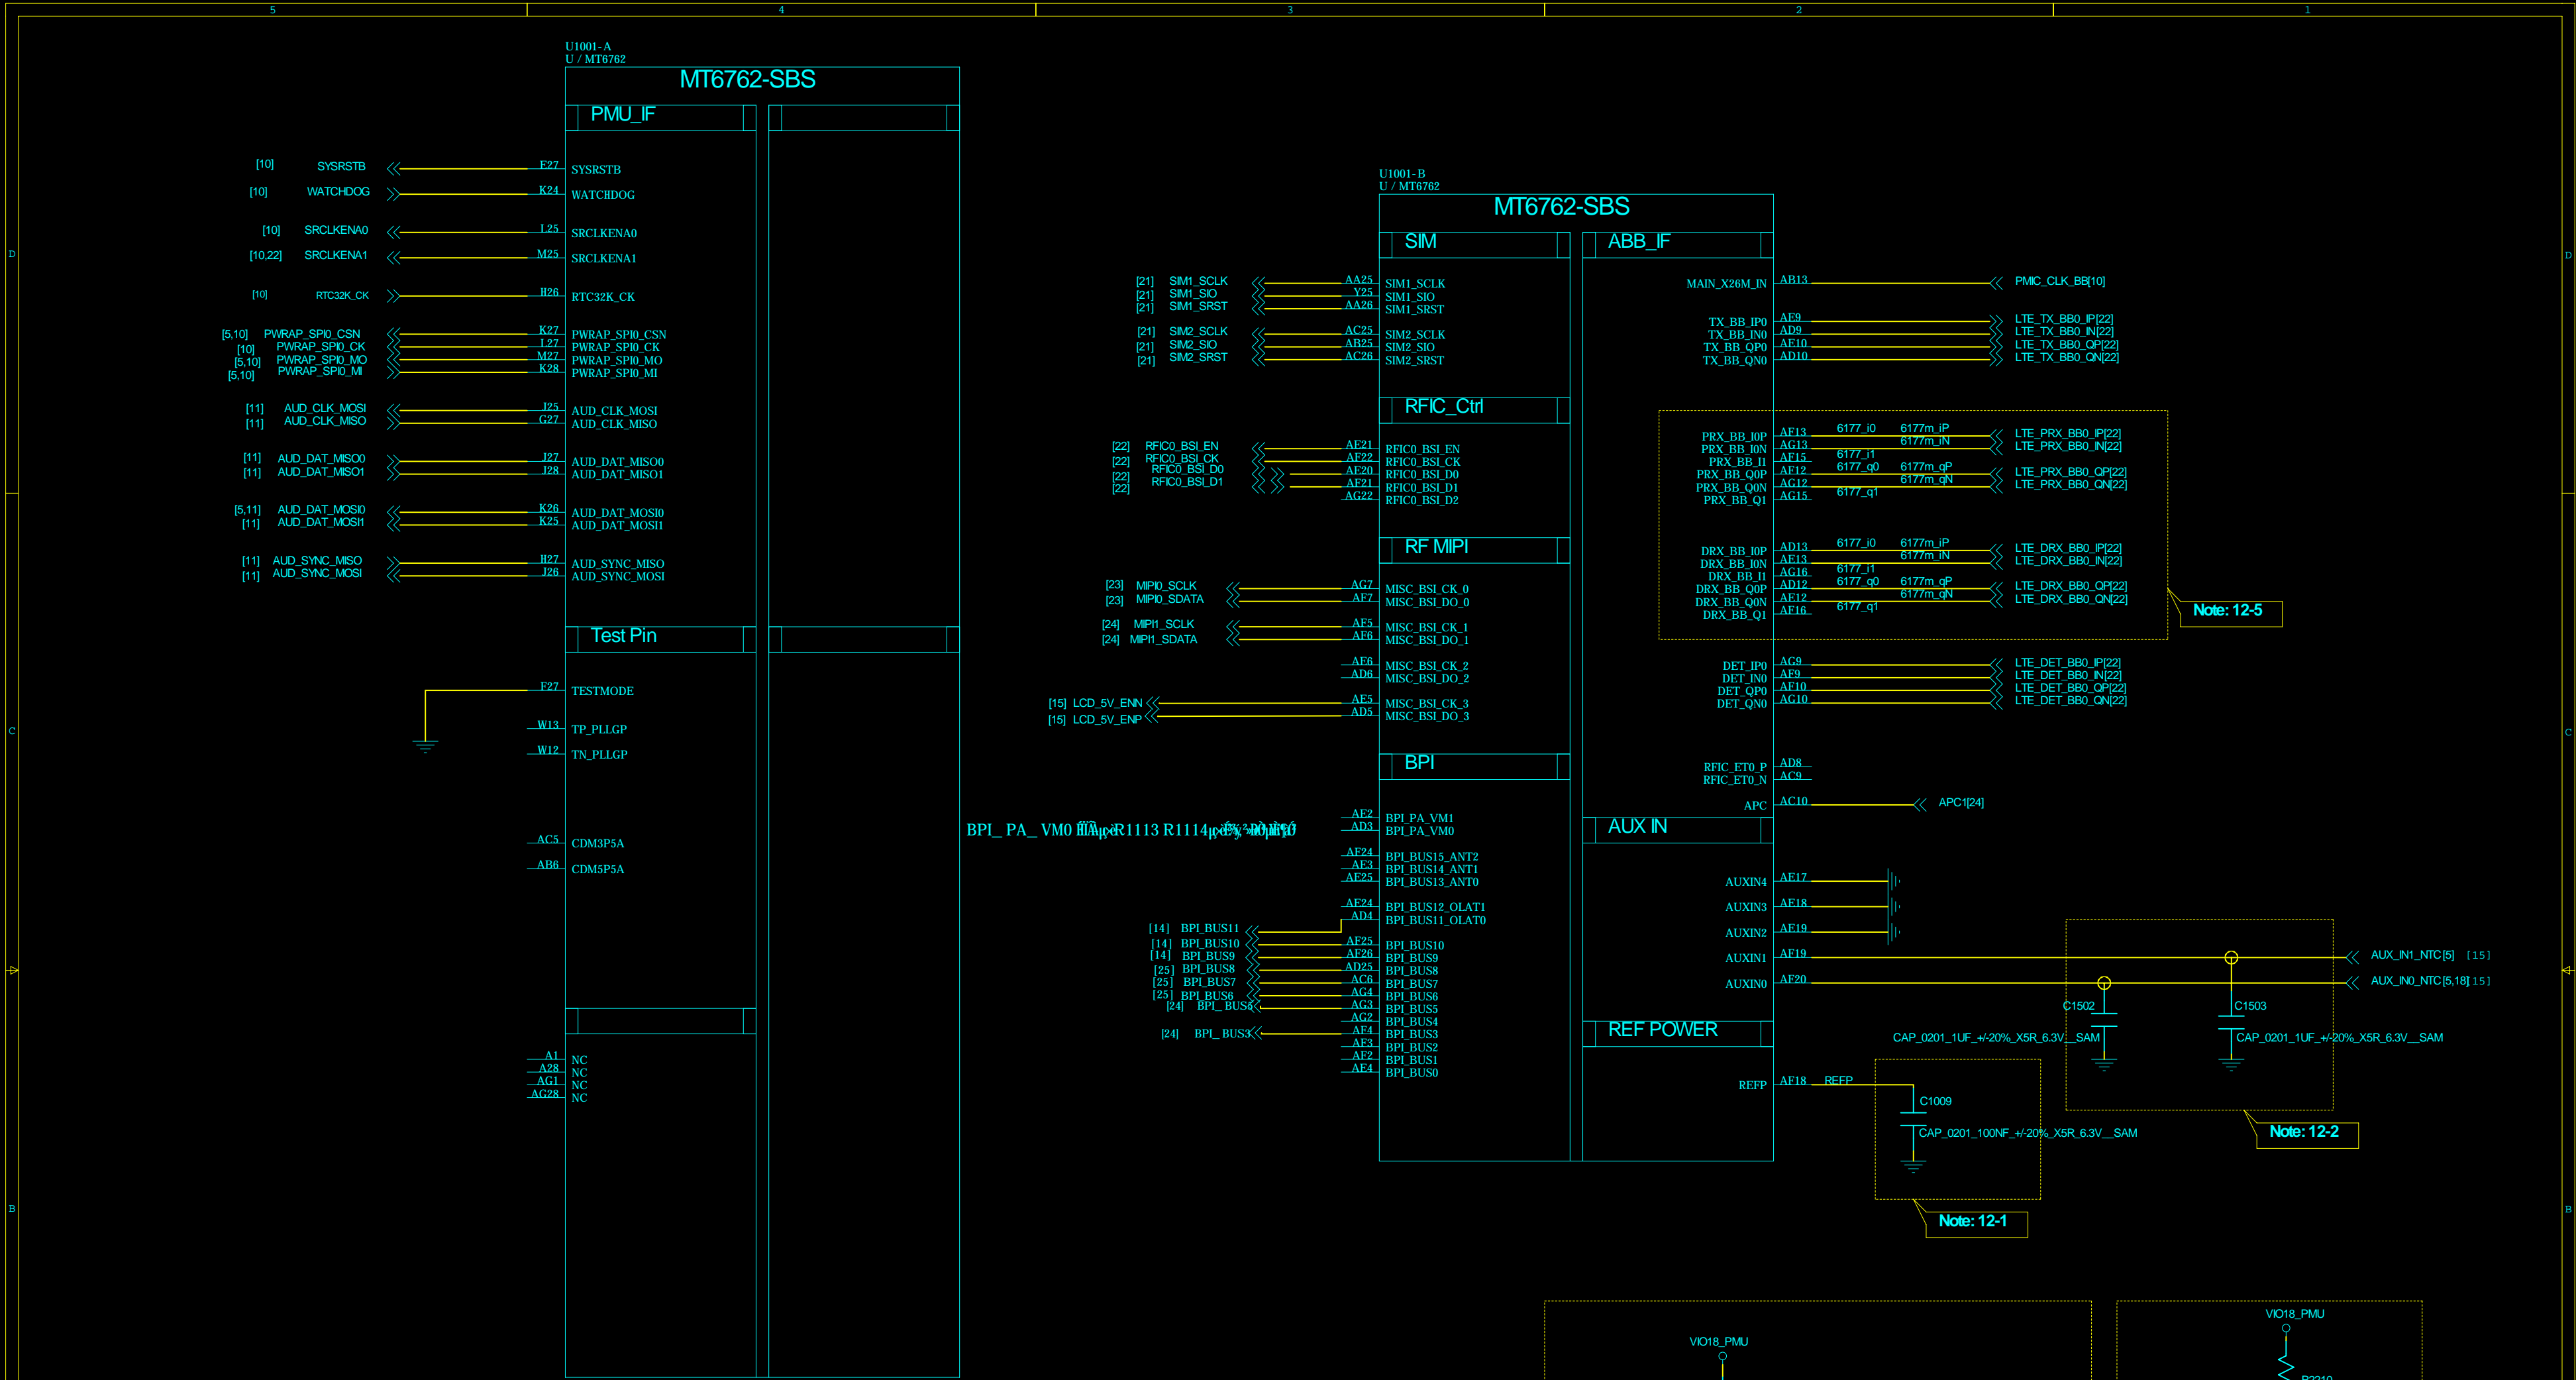 5 4 3 2 1
U1001-A
U / MT6762
MT6762-SBS
PMU_IF
[10] SYSRSTB E27 SYSRSTB
[10] WATCHDOG K24 WATCHDOG
[10] SRCLKENA0 L25 SRCLKENA0
[10,22] SRCLKENA1 M25 SRCLKENA1
[10] RTC32K_CK H26 RTC32K_CK
[5,10] PWRAP_SPI0_CSN K27 PWRAP_SPI0_CSN
[10] PWRAP_SPI0_CK L27 PWRAP_SPI0_CK
[5,10] PWRAP_SPI0_MO M27 PWRAP_SPI0_MO
[5,10] PWRAP_SPI0_MI K28 PWRAP_SPI0_MI
[11] AUD_CLK_MOSI J25 AUD_CLK_MOSI
[11] AUD_CLK_MISO G27 AUD_CLK_MISO
[11] AUD_DAT_MISO0 J27 AUD_DAT_MISO0
[11] AUD_DAT_MISO1 J28 AUD_DAT_MISO1
[5,11] AUD_DAT_MOSI0 K26 AUD_DAT_MOSI0
[11] AUD_DAT_MOSI1 K25 AUD_DAT_MOSI1
[11] AUD_SYNC_MISO H27 AUD_SYNC_MISO
[11] AUD_SYNC_MOSI J26 AUD_SYNC_MOSI
Test Pin
F27 TESTMODE
W13 TP_PLLGP
W12 TN_PLLGP
AC5 CDM3P5A
AB6 CDM5P5A
A1 NC
A28 NC
AG1 NC
AG28 NC
U1001-B
U / MT6762
MT6762-SBS
SIM
[21] SIM1_SCLK AA25 SIM1_SCLK
[21] SIM1_SIO Y25 SIM1_SIO
[21] SIM1_SRST AA26 SIM1_SRST
[21] SIM2_SCLK AC25 SIM2_SCLK
[21] SIM2_SIO AB25 SIM2_SIO
[21] SIM2_SRST AC26 SIM2_SRST
RFIC_Ctrl
[22] RFIC0_BSI_EN AE21 RFIC0_BSI_EN
[22] RFIC0_BSI_CK AF22 RFIC0_BSI_CK
[22] RFIC0_BSI_D0 AF20 RFIC0_BSI_D0
[22] RFIC0_BSI_D1 AF21 RFIC0_BSI_D1
AG22 RFIC0_BSI_D2
RF MIPI
[23] MIPI0_SCLK AG7 MISC_BSI_CK_0
[23] MIPI0_SDATA AF7 MISC_BSI_DO_0
[24] MIPI1_SCLK AF5 MISC_BSI_CK_1
[24] MIPI1_SDATA AF6 MISC_BSI_DO_1
AE6 MISC_BSI_CK_2
AD6 MISC_BSI_DO_2
[15] LCD_5V_ENN AE5 MISC_BSI_CK_3
[15] LCD_5V_ENP AD5 MISC_BSI_DO_3
BPI
AE2 BPI_PA_VM1
BPI_ PA_ VM0 R1113 R1114 AD3 BPI_PA_VM0
AF24 BPI_BUS15_ANT2
AE3 BPI_BUS14_ANT1
AE25 BPI_BUS13_ANT0
AE24 BPI_BUS12_OLAT1
[14] BPI_BUS11 AD4 BPI_BUS11_OLAT0
[14] BPI_BUS10 AF25 BPI_BUS10
[14] BPI_BUS9 AF26 BPI_BUS9
[25] BPI_BUS8 AD25 BPI_BUS8
[25] BPI_BUS7 AC6 BPI_BUS7
[25] BPI_BUS6 AG4 BPI_BUS6
[24] BPI_ BUS5 AG3 BPI_BUS5
AG2 BPI_BUS4
[24] BPI_ BUS3 AF4 BPI_BUS3
AF3 BPI_BUS2
AF2 BPI_BUS1
AE4 BPI_BUS0
ABB_IF
MAIN_X26M_IN AB13 PMIC_CLK_BB[10]
TX_BB_IP0 AE9 LTE_TX_BB0_IP[22]
TX_BB_IN0 AD9 LTE_TX_BB0_IN[22]
TX_BB_QP0 AE10 LTE_TX_BB0_QP[22]
TX_BB_QN0 AD10 LTE_TX_BB0_QN[22]
PRX_BB_I0P AF13 6177_i0 6177m_iP LTE_PRX_BB0_IP[22]
PRX_BB_I0N AG13 6177m_iN LTE_PRX_BB0_IN[22]
PRX_BB_I1 AF15 6177_i1
PRX_BB_Q0P AF12 6177_q0 6177m_qP LTE_PRX_BB0_QP[22]
PRX_BB_Q0N AG12 6177m_qN LTE_PRX_BB0_QN[22]
PRX_BB_Q1 AG15 6177_q1
DRX_BB_I0P AD13 6177_i0 6177m_iP LTE_DRX_BB0_IP[22]
DRX_BB_I0N AE13 6177m_iN LTE_DRX_BB0_IN[22]
DRX_BB_I1 AG16 6177_i1
DRX_BB_Q0P AD12 6177_q0 6177m_qP LTE_DRX_BB0_QP[22]
DRX_BB_Q0N AE12 6177m_qN LTE_DRX_BB0_QN[22]
DRX_BB_Q1 AF16 6177_q1
Note: 12-5
DET_IP0 AG9 LTE_DET_BB0_IP[22]
DET_IN0 AF9 LTE_DET_BB0_IN[22]
DET_QP0 AF10 LTE_DET_BB0_QP[22]
DET_QN0 AG10 LTE_DET_BB0_QN[22]
RFIC_ET0_P AD8
RFIC_ET0_N AC9
APC AC10 APC1[24]
AUX IN
AUXIN4 AE17
AUXIN3 AE18
AUXIN2 AE19
AUXIN1 AF19 AUX_IN1_NTC[5] [15]
AUXIN0 AF20 AUX_IN0_NTC[5,18] 15]
C1502 C1503
CAP_0201_1UF_+/-20%_X5R_6.3V__SAM CAP_0201_1UF_+/-20%_X5R_6.3V__SAM
Note: 12-2
REF POWER
REFP AF18 REFP
C1009
CAP_0201_100NF_+/-20%_X5R_6.3V__SAM
Note: 12-1
VIO18_PMU
VIO18_PMU
D D
C C
B B